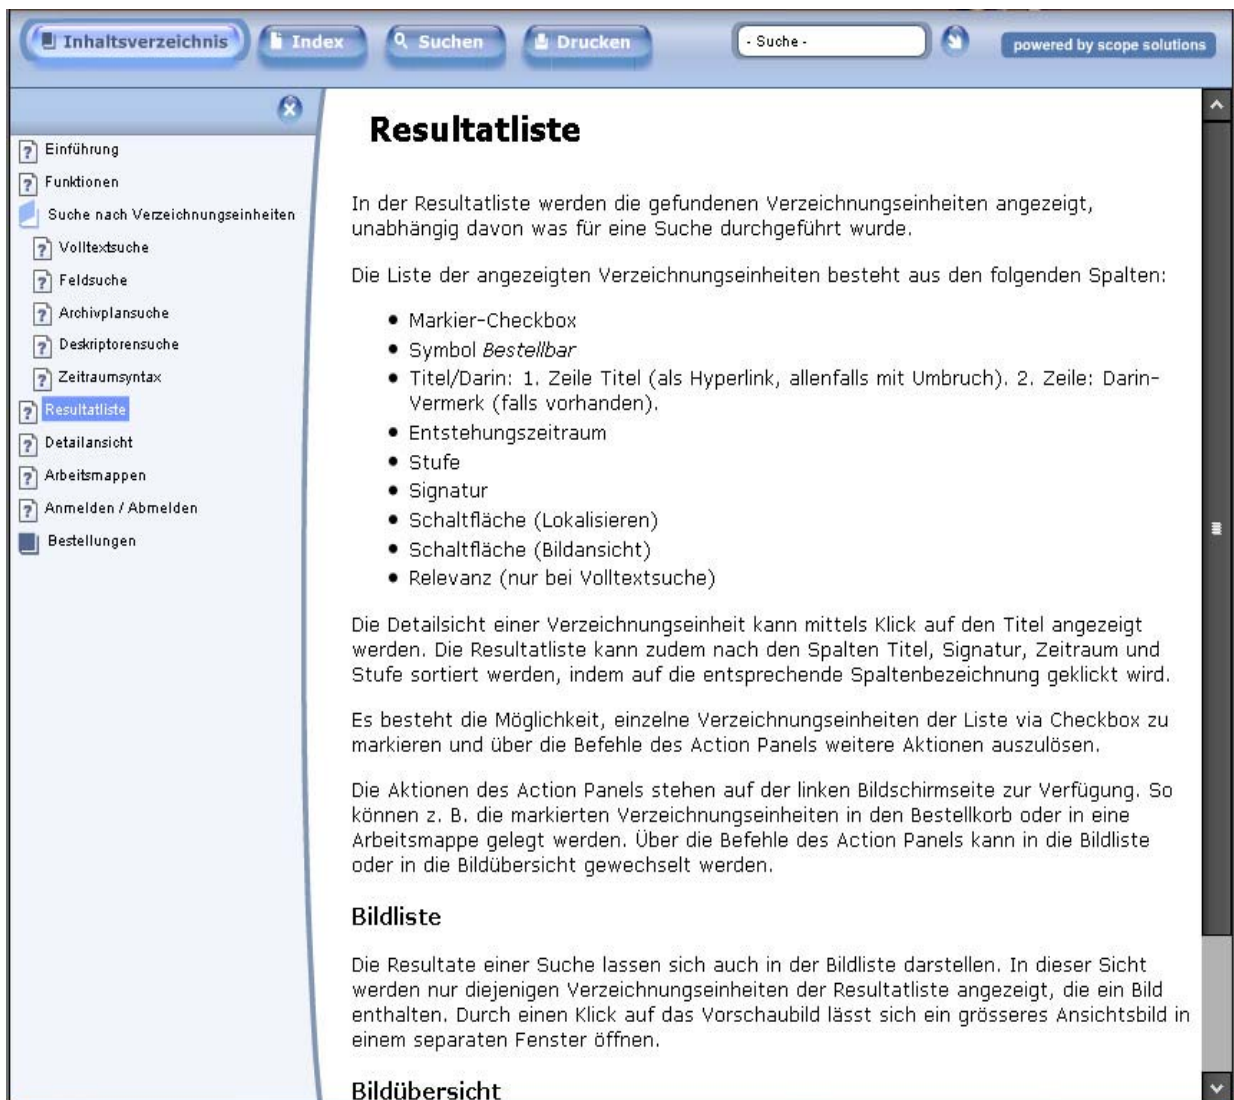 Inhaltsverzeichnis Index Suchen Drucken - Suche - powered by scope solutions
Einführung
Funktionen
Suche nach Verzeichnungseinheiten
Volltextsuche
Feldsuche
Archivplansuche
Deskriptorensuche
Zeitraumsyntax
Resultatliste
Detailansicht
Arbeitsmappen
Anmelden / Abmelden
Bestellungen
Resultatliste
In der Resultatliste werden die gefundenen Verzeichnungseinheiten angezeigt,
unabhängig davon was für eine Suche durchgeführt wurde.
Die Liste der angezeigten Verzeichnungseinheiten besteht aus den folgenden Spalten:
• Markier-Checkbox
• Symbol Bestellbar
• Titel/Darin: 1. Zeile Titel (als Hyperlink, allenfalls mit Umbruch). 2. Zeile: Darin-
Vermerk (falls vorhanden).
• Entstehungszeitraum
• Stufe
• Signatur
• Schaltfläche (Lokalisieren)
• Schaltfläche (Bildansicht)
• Relevanz (nur bei Volltextsuche)
Die Detailsicht einer Verzeichnungseinheit kann mittels Klick auf den Titel angezeigt
werden. Die Resultatliste kann zudem nach den Spalten Titel, Signatur, Zeitraum und
Stufe sortiert werden, indem auf die entsprechende Spaltenbezeichnung geklickt wird.
Es besteht die Möglichkeit, einzelne Verzeichnungseinheiten der Liste via Checkbox zu
markieren und über die Befehle des Action Panels weitere Aktionen auszulösen.
Die Aktionen des Action Panels stehen auf der linken Bildschirmseite zur Verfügung. So
können z. B. die markierten Verzeichnungseinheiten in den Bestellkorb oder in eine
Arbeitsmappe gelegt werden. Über die Befehle des Action Panels kann in die Bildliste
oder in die Bildübersicht gewechselt werden.
Bildliste
Die Resultate einer Suche lassen sich auch in der Bildliste darstellen. In dieser Sicht
werden nur diejenigen Verzeichnungseinheiten der Resultatliste angezeigt, die ein Bild
enthalten. Durch einen Klick auf das Vorschaubild lässt sich ein grösseres Ansichtsbild in
einem separaten Fenster öffnen.
Bildübersicht